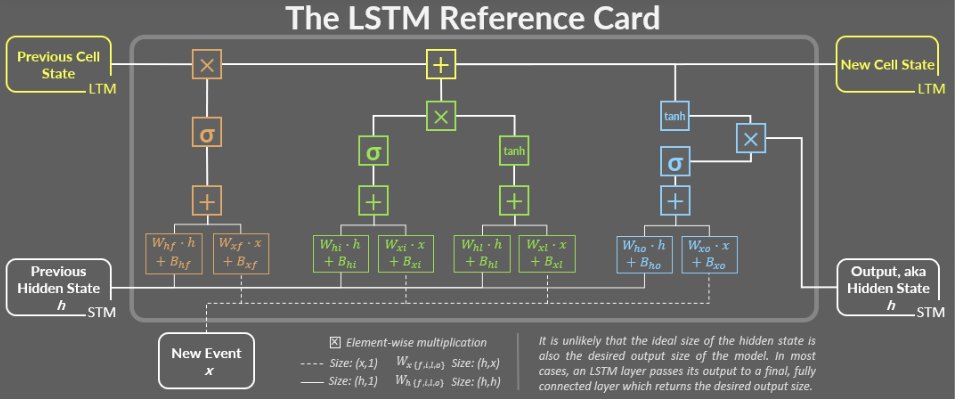 The LSTM Reference Card
Previous Cell
State
LTM
×
+
New Cell State
LTM
×
tanh
×
σ
σ
tanh
σ
+
+
+
+
W_hf · h
+ B_hf
W_xf · x
+ B_xf
W_hi · h
+ B_hi
W_xi · x
+ B_xi
W_hl · h
+ B_hl
W_xl · x
+ B_xl
W_ho · h
+ B_ho
W_xo · x
+ B_xo
Previous
Hidden State
h
STM
Output, aka
Hidden State
h
STM
New Event
x
× Element-wise multiplication
Size: (x,1) W_x{f,i,l,o} Size: (h,x)
Size: (h,1) W_h{f,i,l,o} Size: (h,h)
It is unlikely that the ideal size of the hidden state is
also the desired output size of the model. In most
cases, an LSTM layer passes its output to a final, fully
connected layer which returns the desired output size.